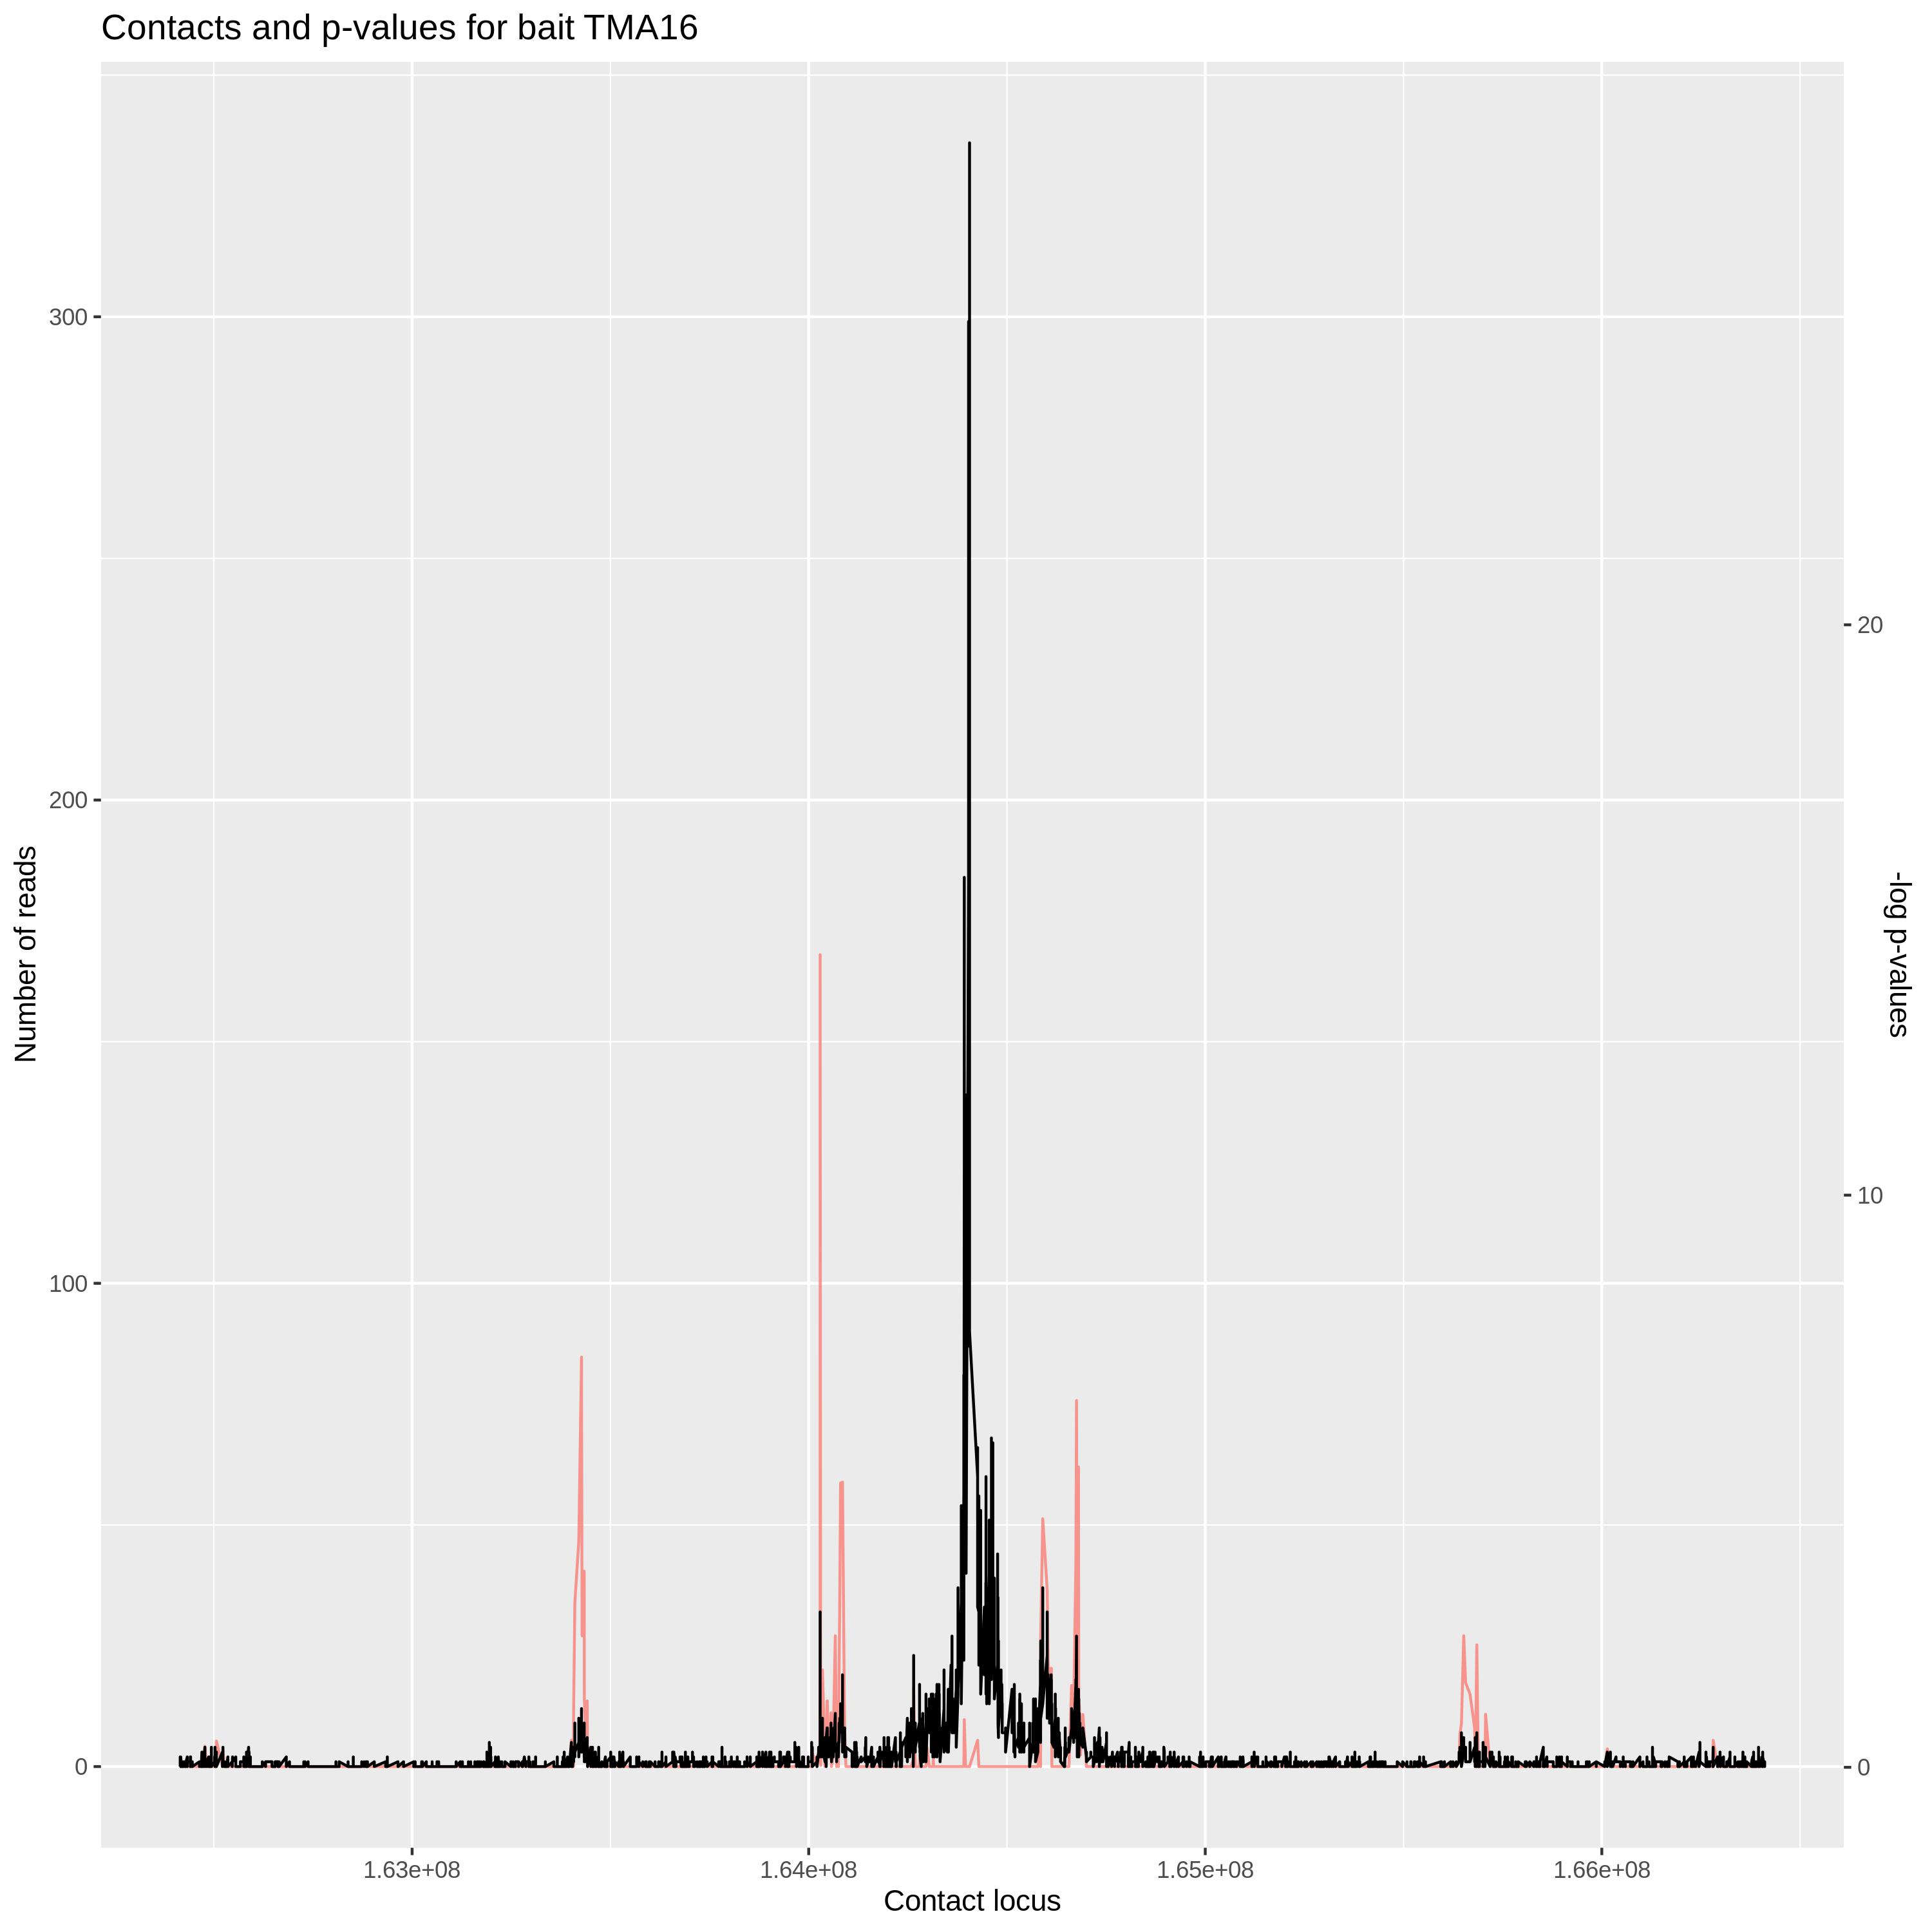 Contacts and p-values for bait TMA16
300
200
100
0
Number of reads
20
10
0
-log p-values
1.63e+08
1.64e+08
1.65e+08
1.66e+08
Contact locus